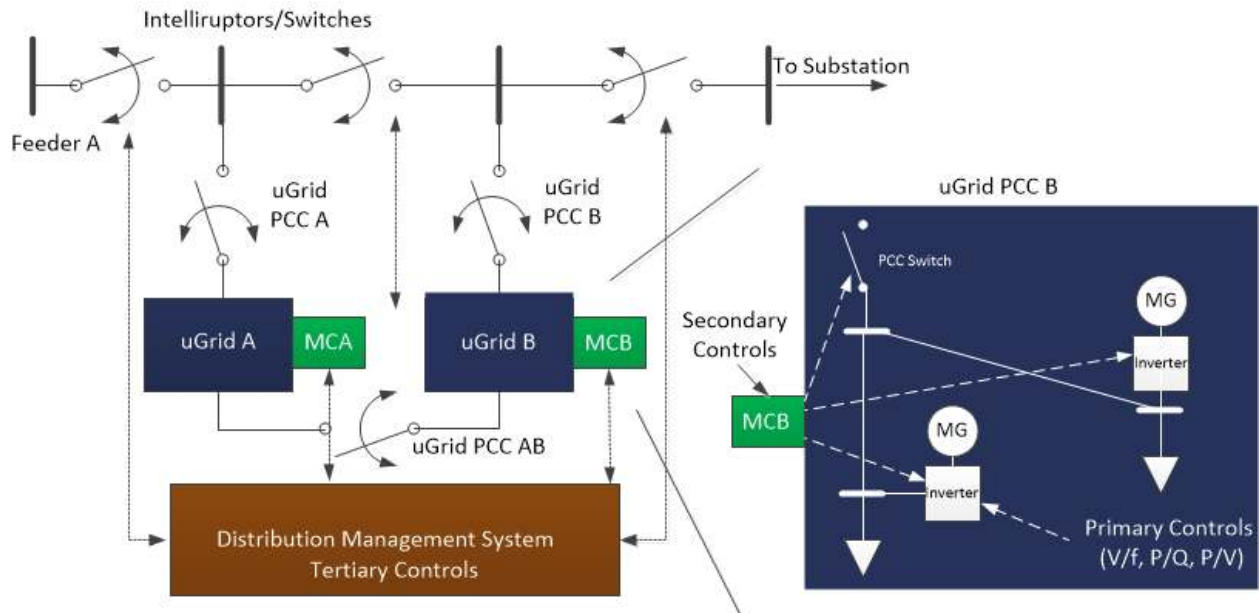 Intelliruptors/Switches
To Substation
Feeder A
uGrid
PCC A
uGrid
PCC B
uGrid PCC B
PCC Switch
MG
Inverter
uGrid A
MCA
uGrid B
MCB
Secondary
Controls
MCB
MG
Inverter
uGrid PCC AB
Distribution Management System
Tertiary Controls
Primary Controls
(V/f, P/Q, P/V)